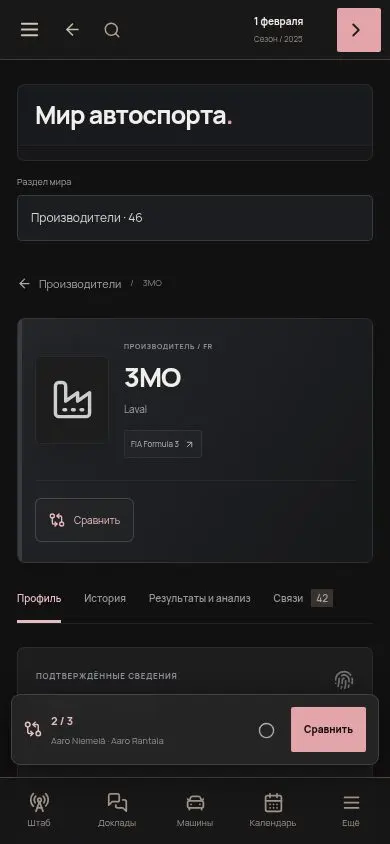 1 февраля
Сезон / 2025
Мир автоспорта.
Раздел мира
Производители · 46
Производители / 3MO
ПРОИЗВОДИТЕЛЬ / FR
3MO
Laval
FIA Formula 3
Сравнить
Профиль История Результаты и анализ Связи 42
ПОДТВЕРЖДЁННЫЕ СВЕДЕНИЯ
2 / 3
Aaro Niemelä · Aaro Rantala
Сравнить
Штаб Доклады Машины Календарь Ещё